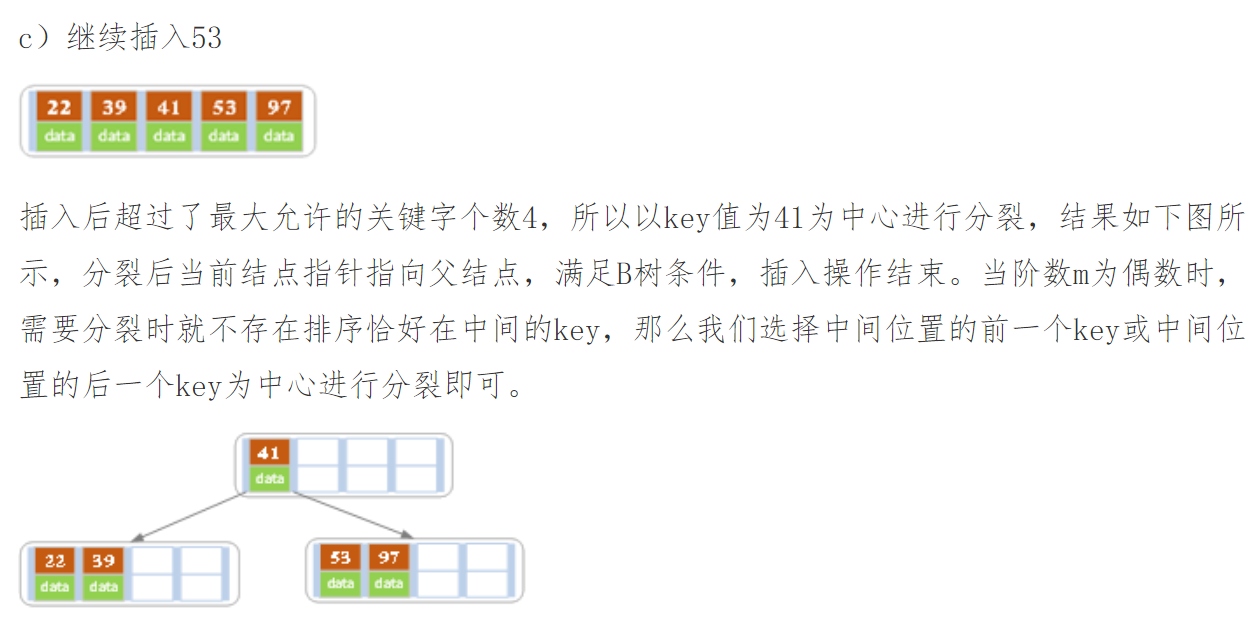 c）继续插入53
22 39 41 53 97
data data data data data
插入后超过了最大允许的关键字个数4，所以以key值为41为中心进行分裂，结果如下图所
示，分裂后当前结点指针指向父结点，满足B树条件，插入操作结束。当阶数m为偶数时，
需要分裂时就不存在排序恰好在中间的key，那么我们选择中间位置的前一个key或中间位
置的后一个key为中心进行分裂即可。
41
data
22 39
data data
53 97
data data